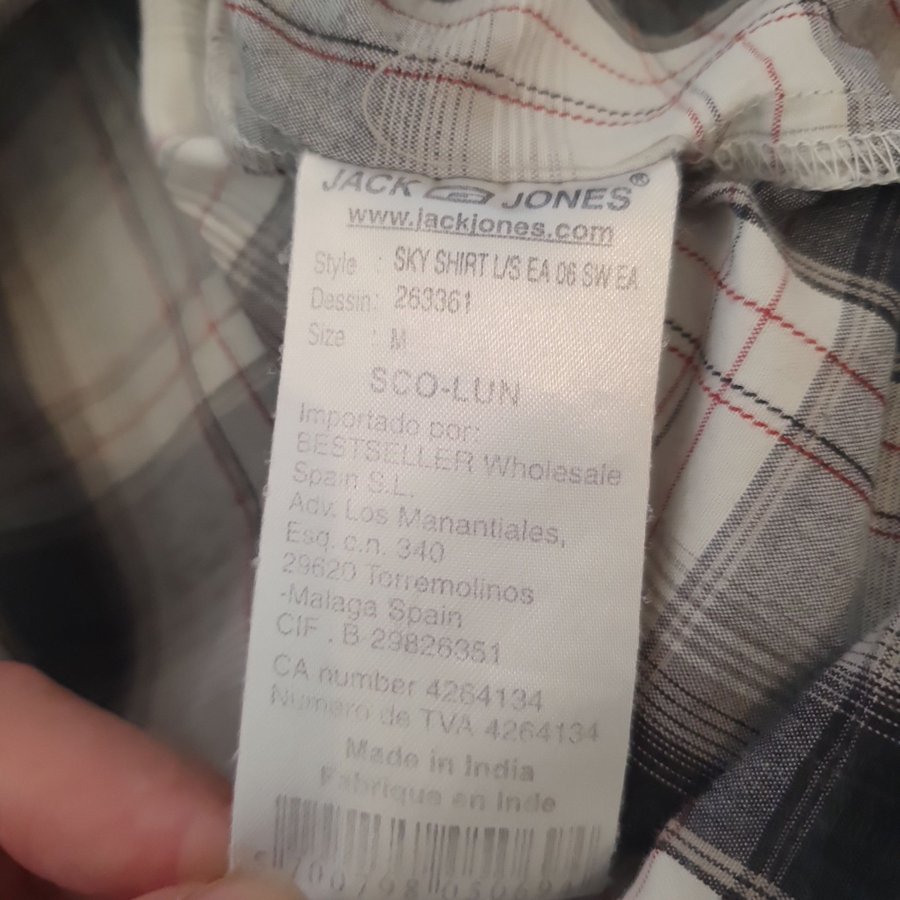 JACK JONES®
www.jackjones.com
Style : SKY SHIRT L/S EA 06 SW EA
Dessin: 263361
Size : M
SCO-LUN
Importado por:
BESTSELLER Wholesale
Spain S.L.
Adv. Los Manantiales,
Esq. c.n. 340
29620 Torremolinos
-Malaga Spain
CIF . B-29826351
CA number 4264134
Numero de TVA 4264134
Made in India
Fabrique en Inde